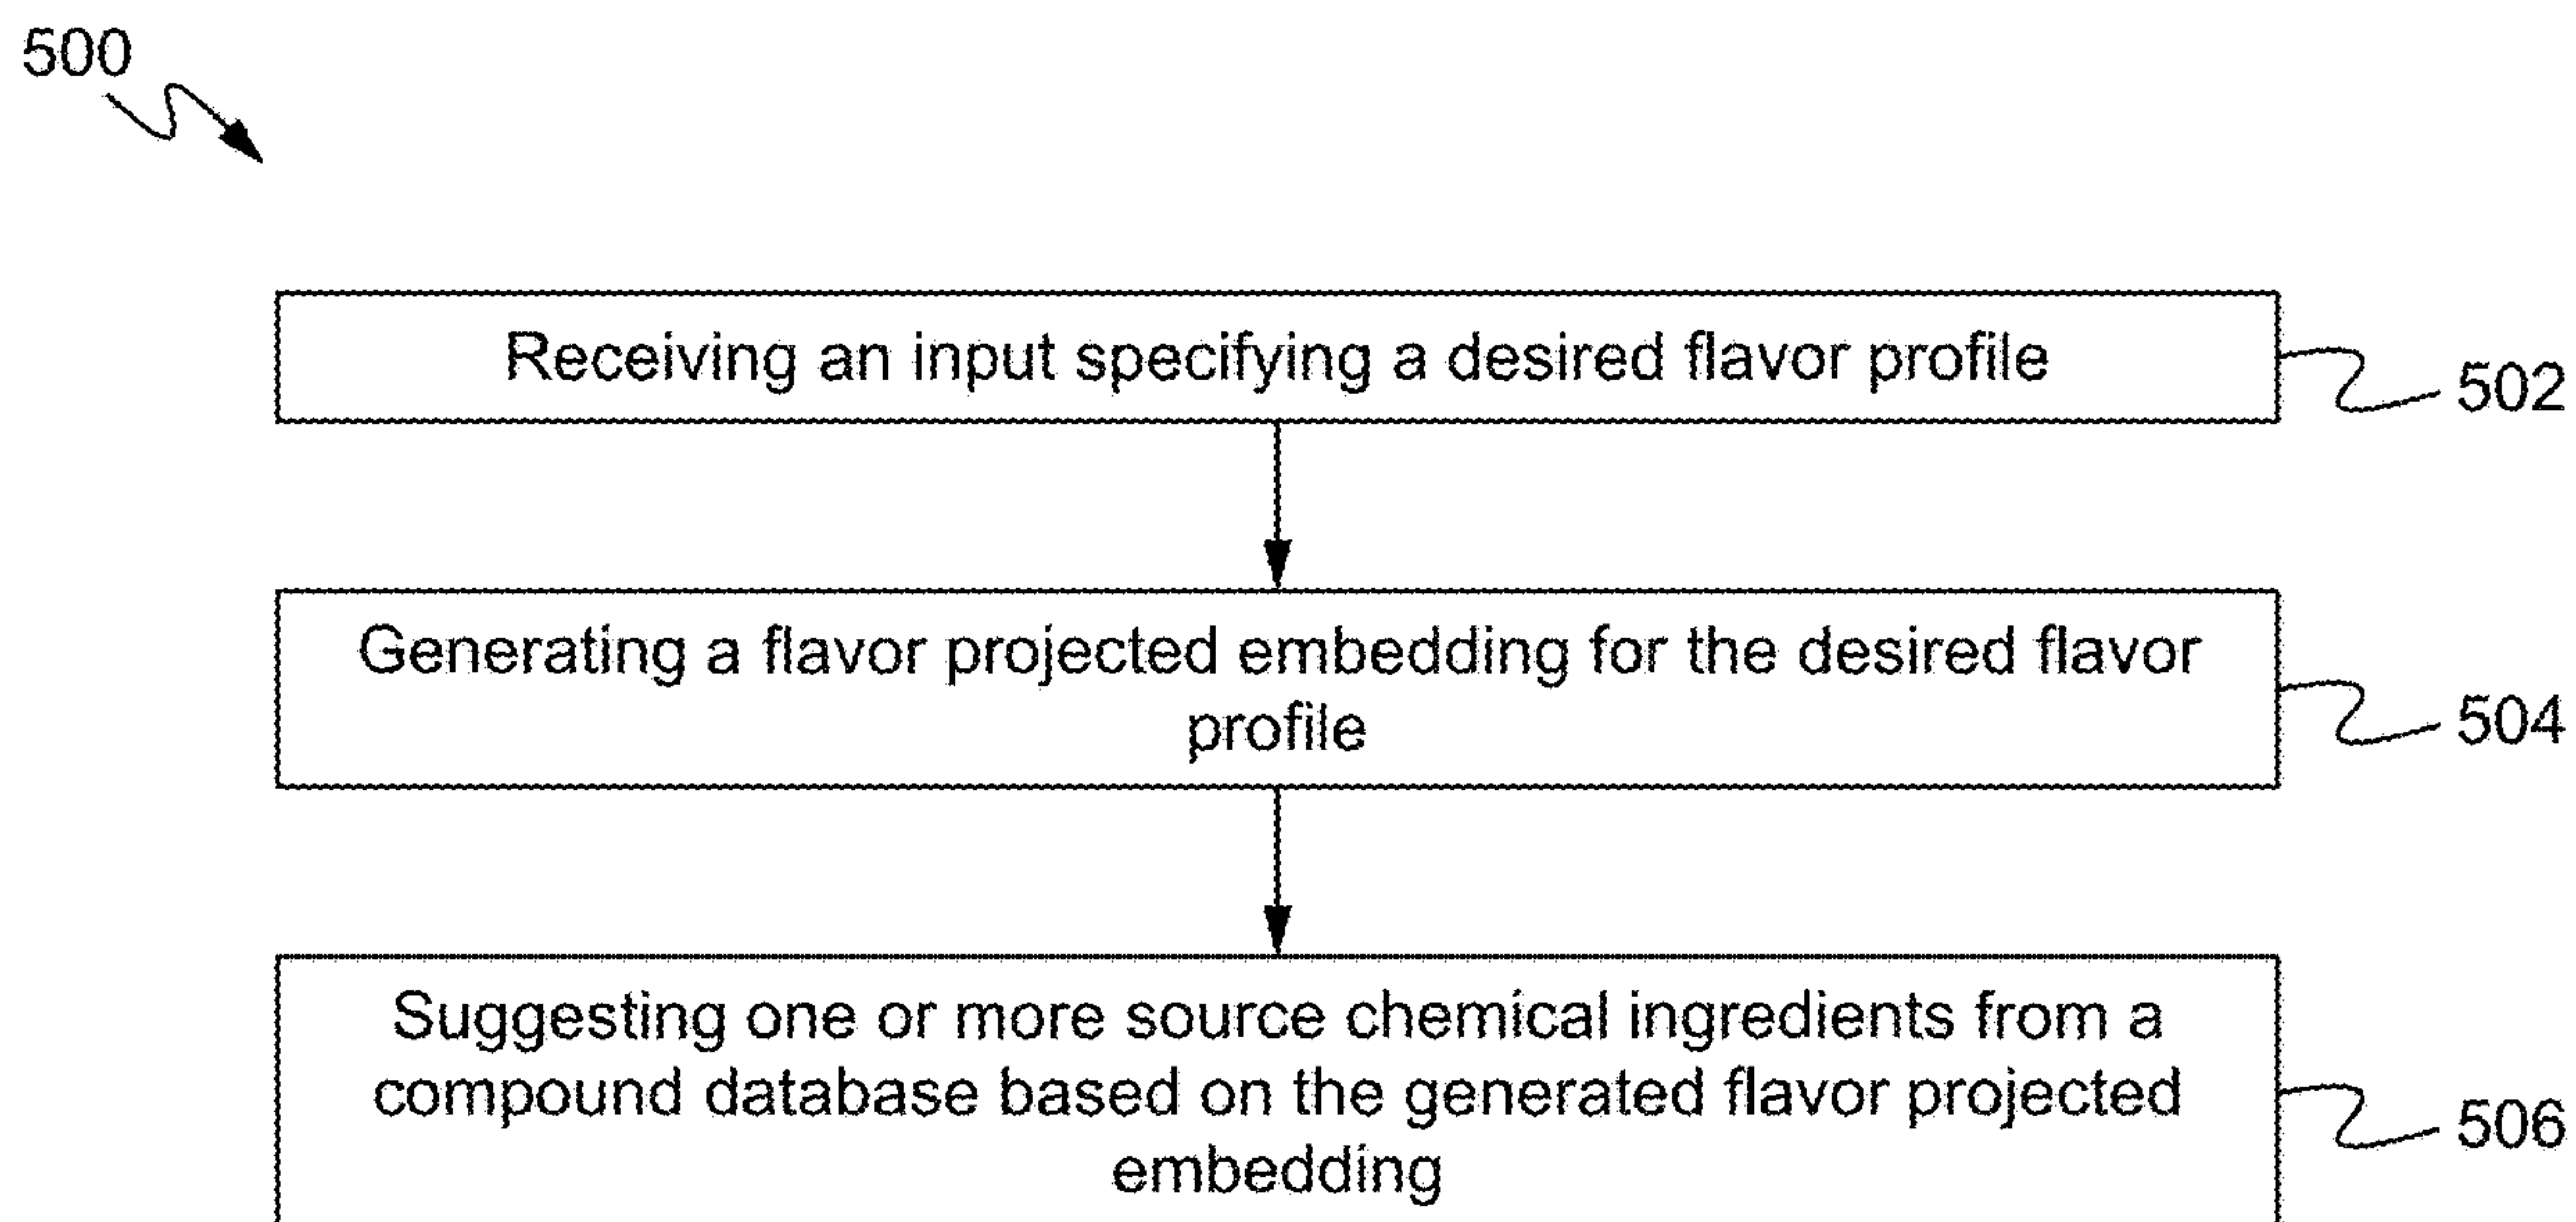 500
Receiving an input specifying a desired flavor profile
502
Generating a flavor projected embedding for the desired flavor
profile
504
Suggesting one or more source chemical ingredients from a
compound database based on the generated flavor projected
embedding
506